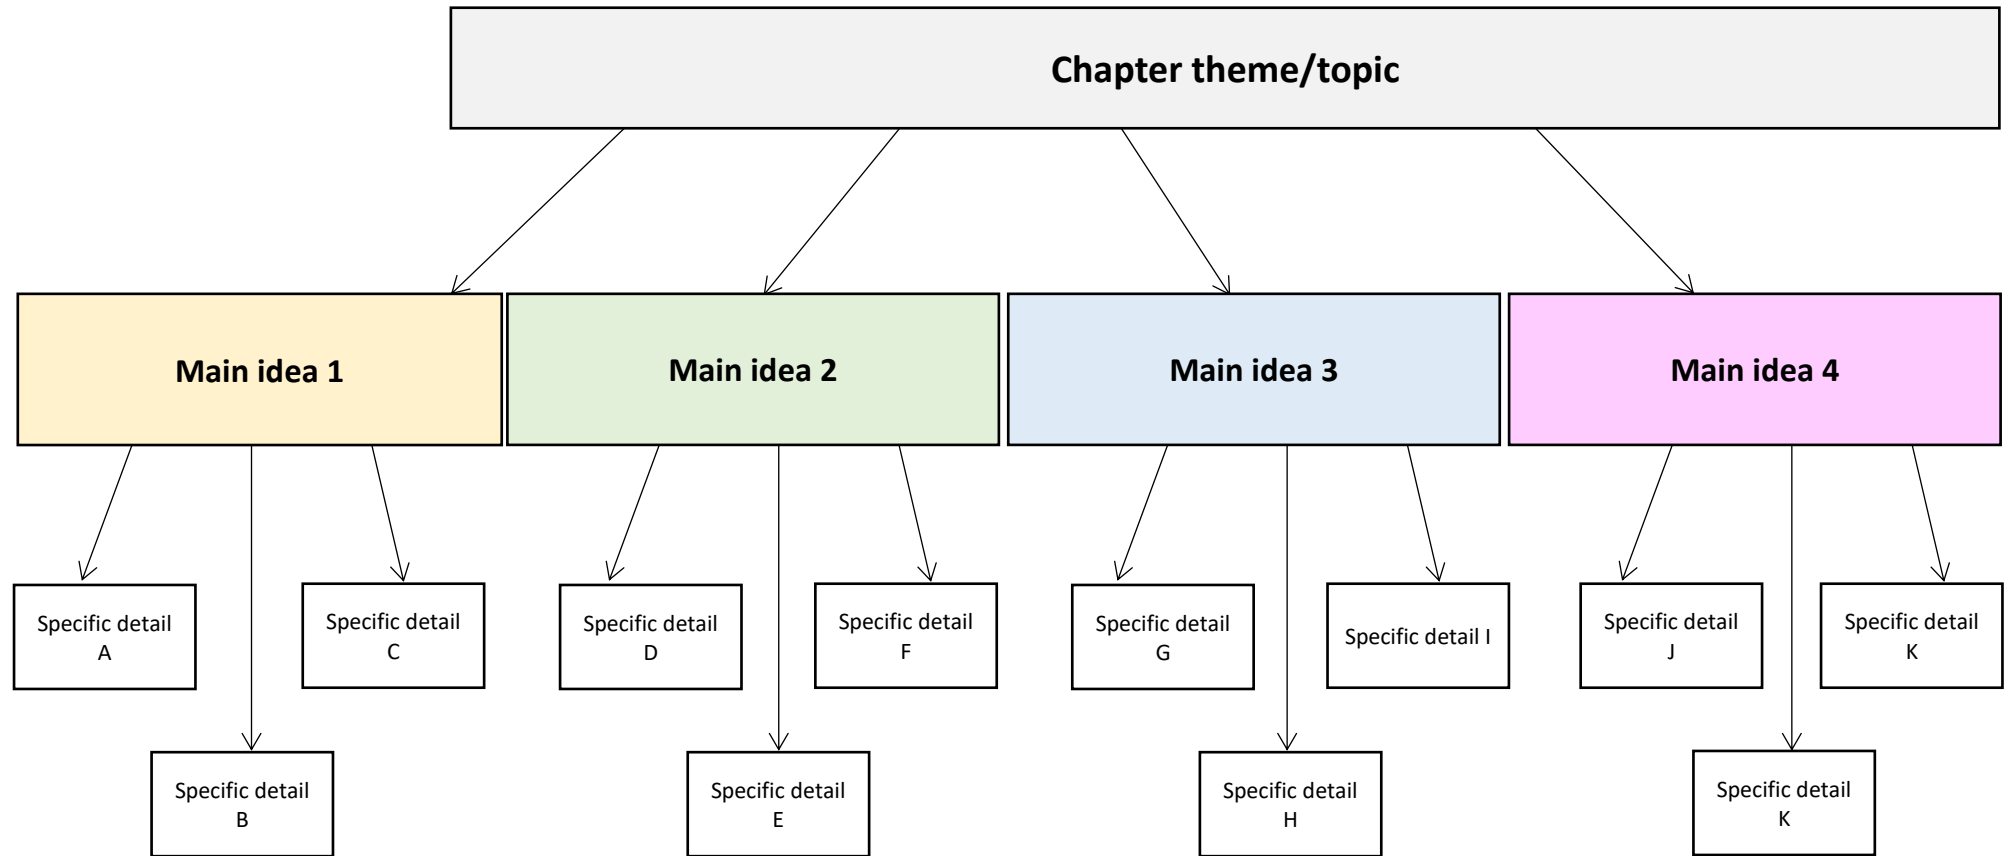 Chapter theme/topic
Main idea 1
Main idea 2
Main idea 3
Main idea 4
Specific detail
A
Specific detail
C
Specific detail
D
Specific detail
F
Specific detail
G
Specific detail I
Specific detail
J
Specific detail
K
Specific detail
B
Specific detail
E
Specific detail
H
Specific detail
K